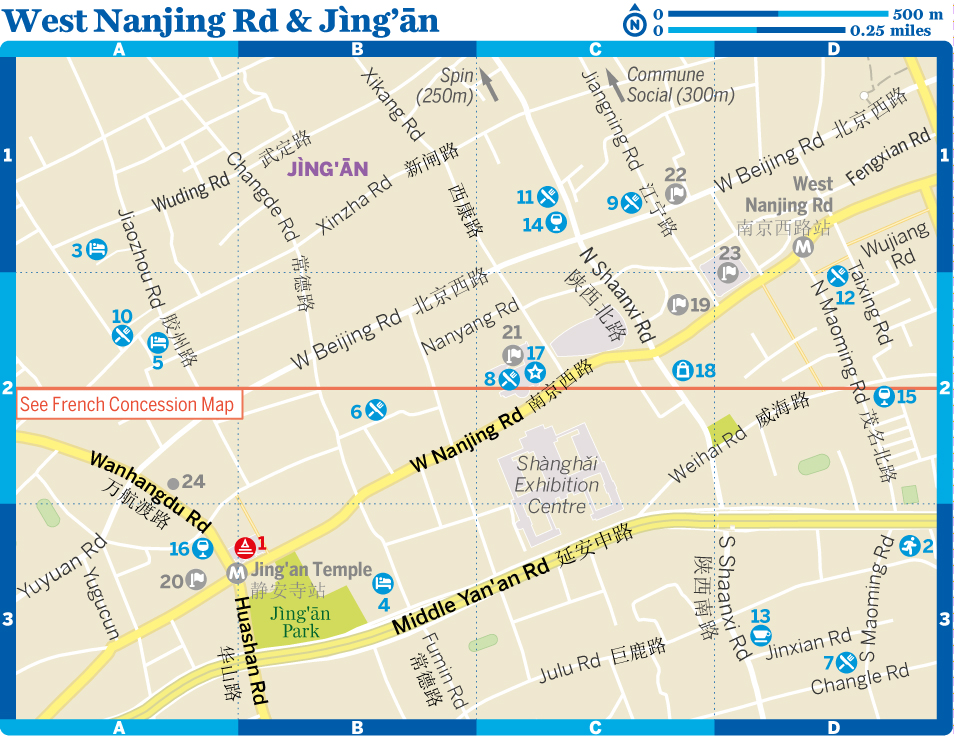 West Nanjing Rd & Jìng’ān
N
0
500 m
0
0.25 miles
A
B
C
D
1
1
2
2
3
3
Spin
(250m)
Commune
Social (300m)
Xikang Rd
西康路
Jiangning Rd
江宁路
W Beijing Rd 北京西路
Fengxian Rd
Wuding Rd 武定路
Changde Rd
常德路
JÌNG'ĀN
Xinzha Rd 新闸路
22
West
Nanjing Rd
南京西路站
M
11
9
14
Jiaozhou Rd 胶州路
3
Wujiang
Rd
23
N Shaanxi Rd
陕西北路
12
Taixing Rd
N Maoming Rd 茂名北路
10
5
W Beijing Rd 北京西路
Nanyang Rd
19
21
17
8
18
See French Concession Map
6
15
W Nanjing Rd 南京西路
Weihai Rd 威海路
Wanhangdu Rd
万航渡路
24
Shànghǎi
Exhibition
Centre
16
1
M
Jing'an Temple
静安寺站
20
Yuyuan Rd
Yugucun
4
Jìng'ān
Park
Middle Yan'an Rd 延安中路
S Shaanxi Rd
陕西南路
2
S Maoming Rd
13
Jinxian Rd
7
Changle Rd
Huashan Rd
华山路
Fumin Rd
常德路
Julu Rd 巨鹿路
A
B
C
D